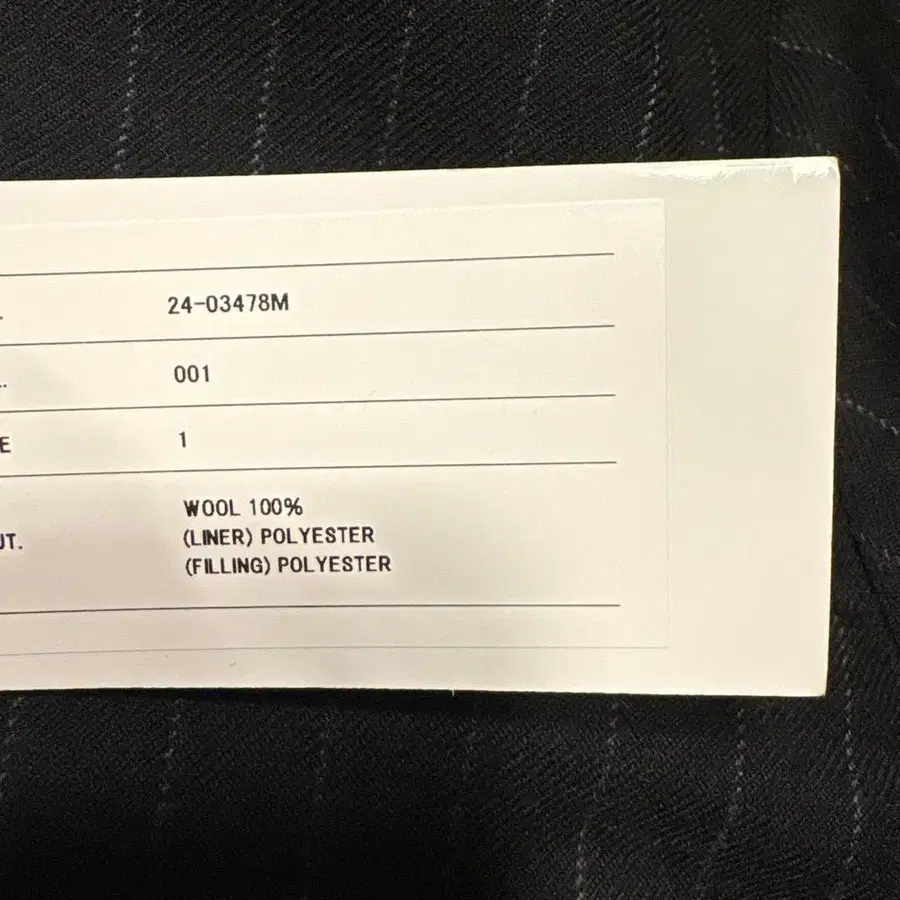 24-03478M
001
E 1
WOOL 100%
(LINER) POLYESTER
UT.
(FILLING) POLYESTER